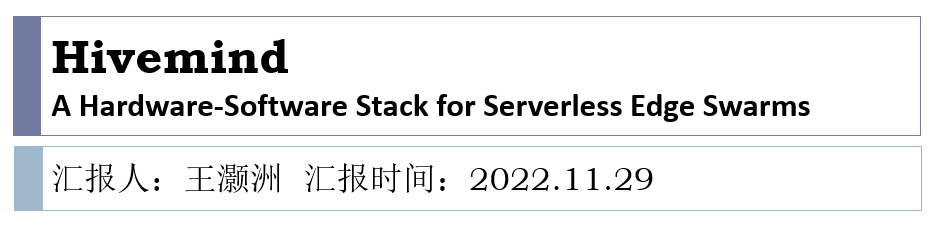 Hivemind
A Hardware-Software Stack for Serverless Edge Swarms
汇报人：王灏洲 汇报时间：2022.11.29